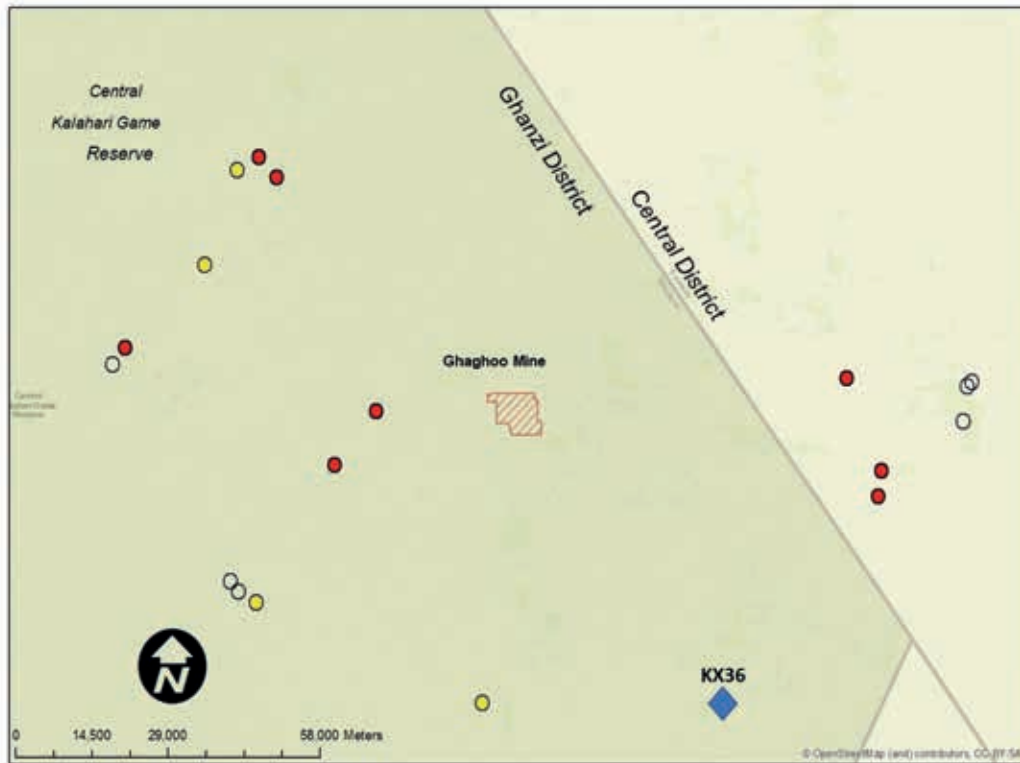 Central
Kalahari Game
Reserve
Ghanzi District
Central District
Ghaghoo Mine
Central
KX36
N
0 14,500 29,000 58,000 Meters
© OpenStreetMap (and) contributors, CC-BY-SA